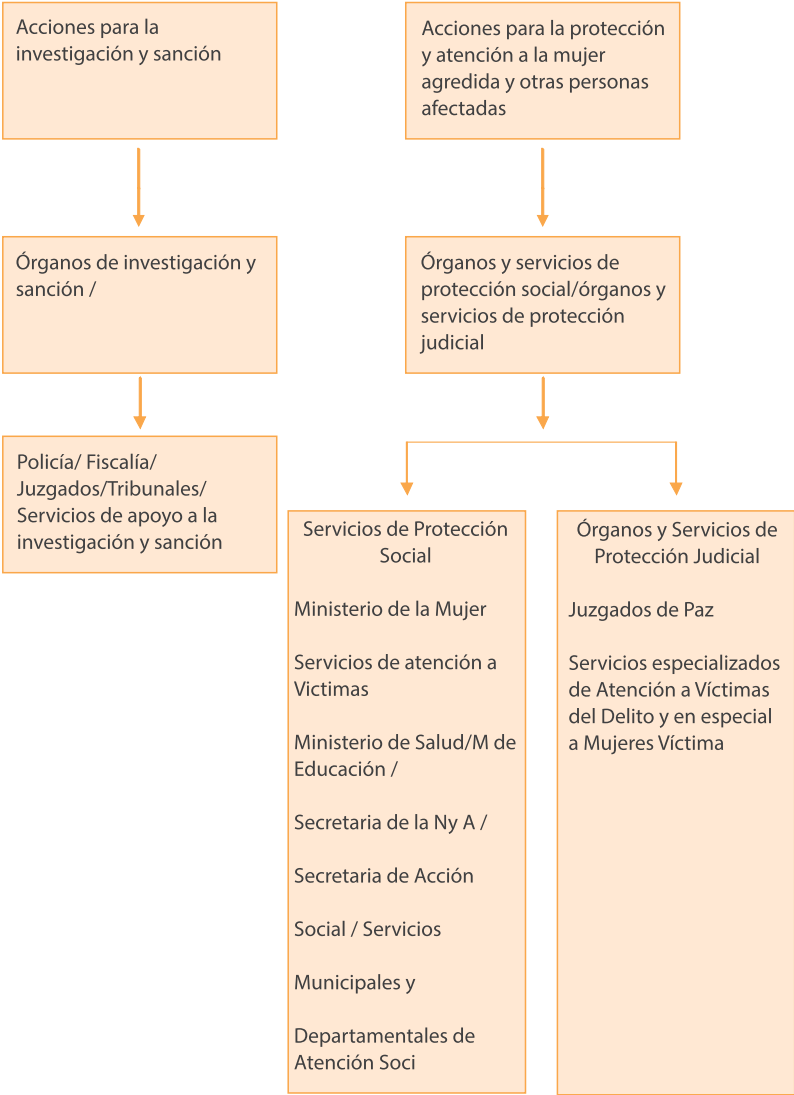 Acciones para la
investigación y sanción
Acciones para la protección
y atención a la mujer
agredida y otras personas
afectadas
Órganos de investigación y
sanción /
Órganos y servicios de
protección social/órganos y
servicios de protección
judicial
Policía/ Fiscalía/
Juzgados/Tribunales/
Servicios de apoyo a la
investigación y sanción
Servicios de Protección
Social
Ministerio de la Mujer
Servicios de atención a
Victimas
Ministerio de Salud/M de
Educación /
Secretaria de la Ny A /
Secretaria de Acción
Social / Servicios
Municipales y
Departamentales de
Atención Soci
Órganos y Servicios de
Protección Judicial
Juzgados de Paz
Servicios especializados
de Atención a Víctimas
del Delito y en especial
a Mujeres Víctima